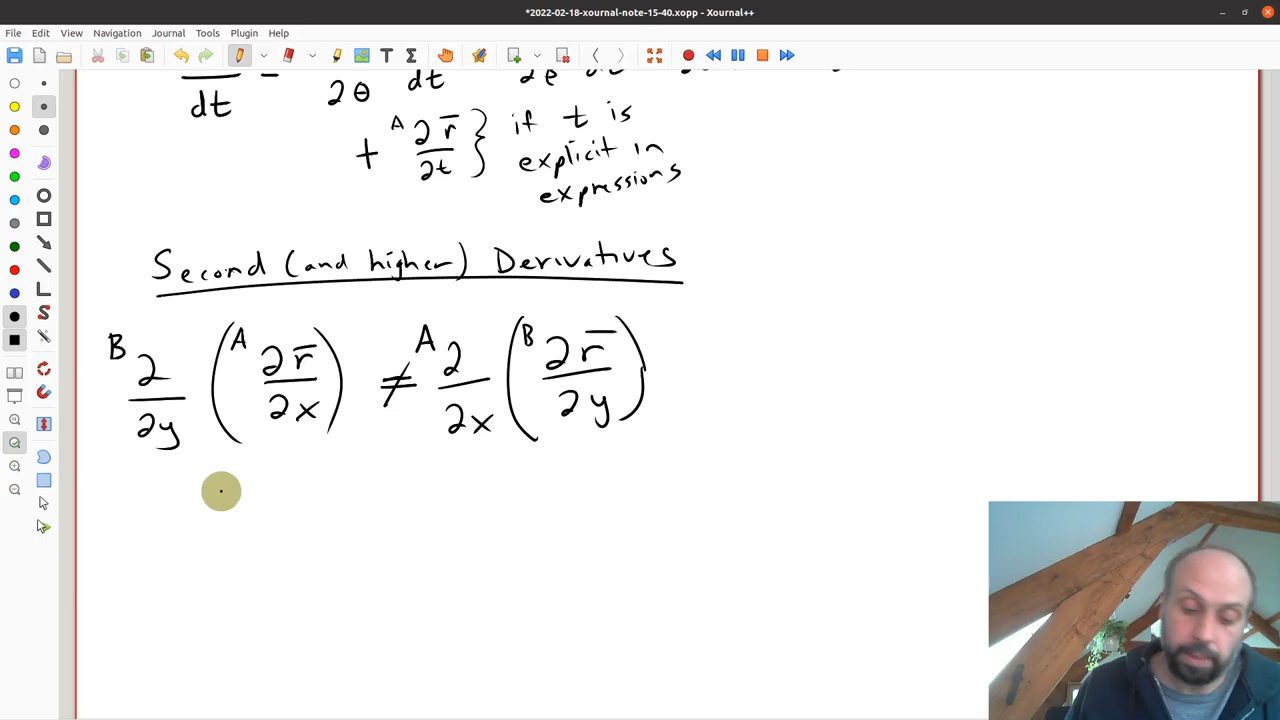 *2022-02-18-xournal-note-15-40.xopp - Xournal++
File Edit View Navigation Journal Tools Plugin Help
dt = ∂θ dt dt
+ ᴬ∂r̄/∂t } if t is
explicit in
expressions
Second (and higher) Derivatives
ᴮ∂/∂y (ᴬ∂r̄/∂x) ≠ ᴬ∂/∂x (ᴮ∂r̄/∂y)